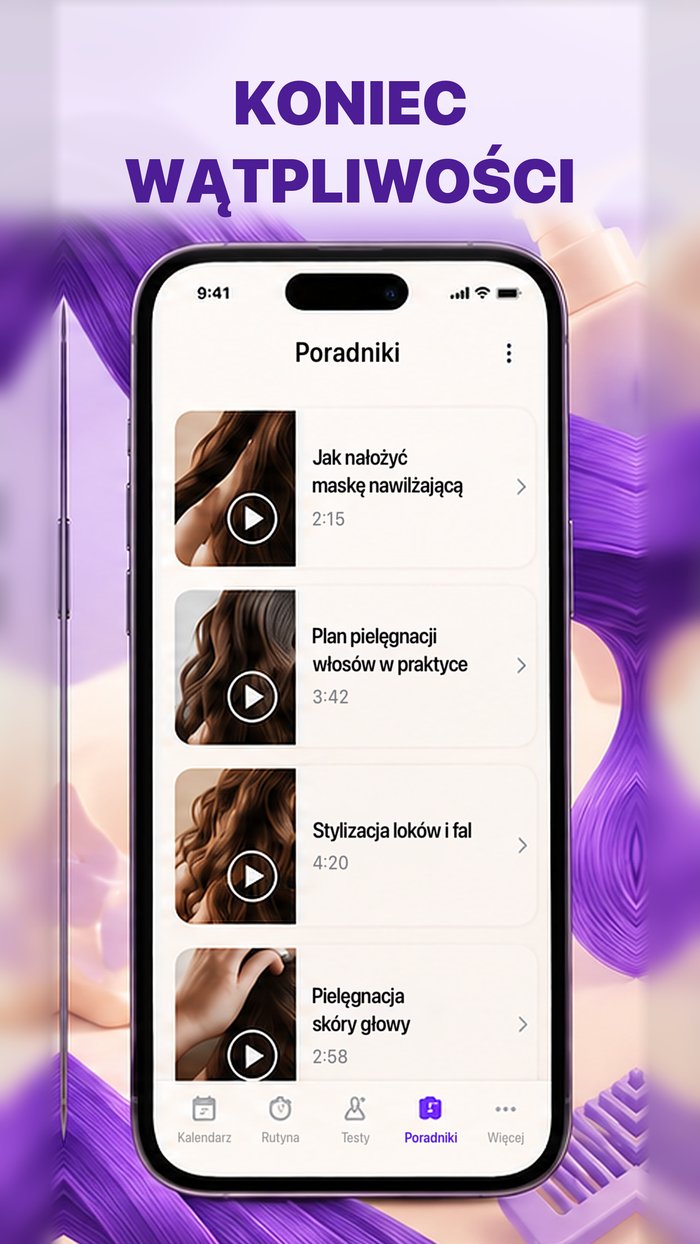 KONIEC
WĄTPLIWOŚCI
9:41
Poradniki
Jak nałożyć
maskę nawilżającą
2:15
Plan pielęgnacji
włosów w praktyce
3:42
Stylizacja loków i fal
4:20
Pielęgnacja
skóry głowy
2:58
Kalendarz Rutyna Testy Poradniki Więcej